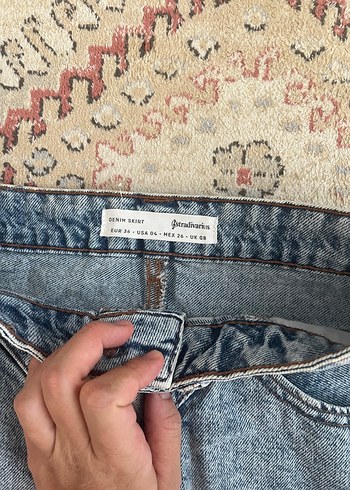 DENIM SKIRT stradivarius
EUR 36 - USA 04 - MEX 26 - UK 08